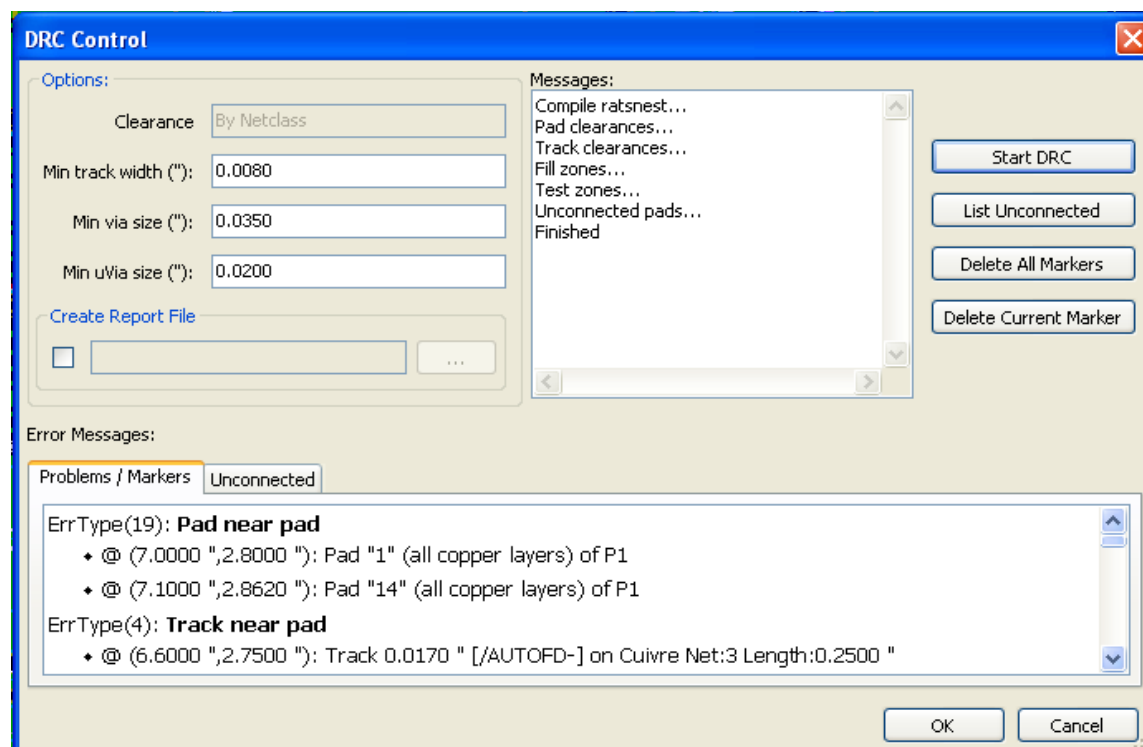 DRC Control
Options:
Clearance
By Netclass
Min track width ("):
0.0080
Min via size ("):
0.0350
Min uVia size ("):
0.0200
Create Report File
...
Messages:
Compile ratsnest...
Pad clearances...
Track clearances...
Fill zones...
Test zones...
Unconnected pads...
Finished
Start DRC
List Unconnected
Delete All Markers
Delete Current Marker
Error Messages:
Problems / Markers
Unconnected
ErrType(19): Pad near pad
@ (7.0000 ",2.8000 "): Pad "1" (all copper layers) of P1
@ (7.1000 ",2.8620 "): Pad "14" (all copper layers) of P1
ErrType(4): Track near pad
@ (6.6000 ",2.7500 "): Track 0.0170 " [/AUTOFD-] on Cuivre Net:3 Length:0.2500 "
OK
Cancel